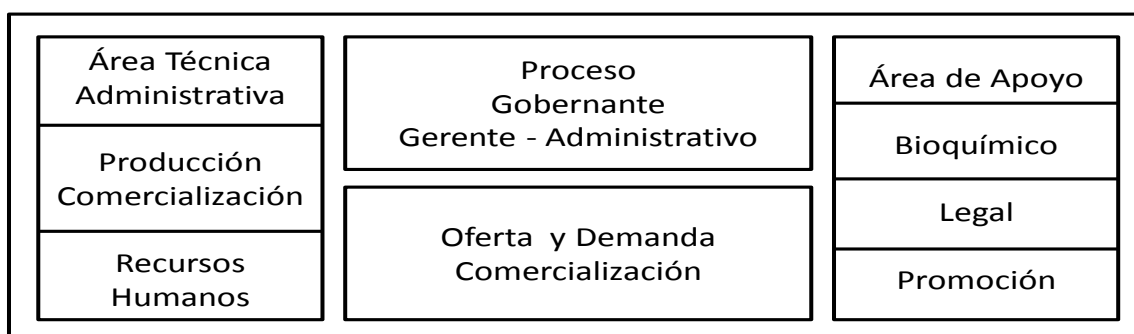 Área Técnica
Administrativa
Producción
Comercialización
Recursos
Humanos
Proceso
Gobernante
Gerente - Administrativo
Oferta y Demanda
Comercialización
Área de Apoyo
Bioquímico
Legal
Promoción